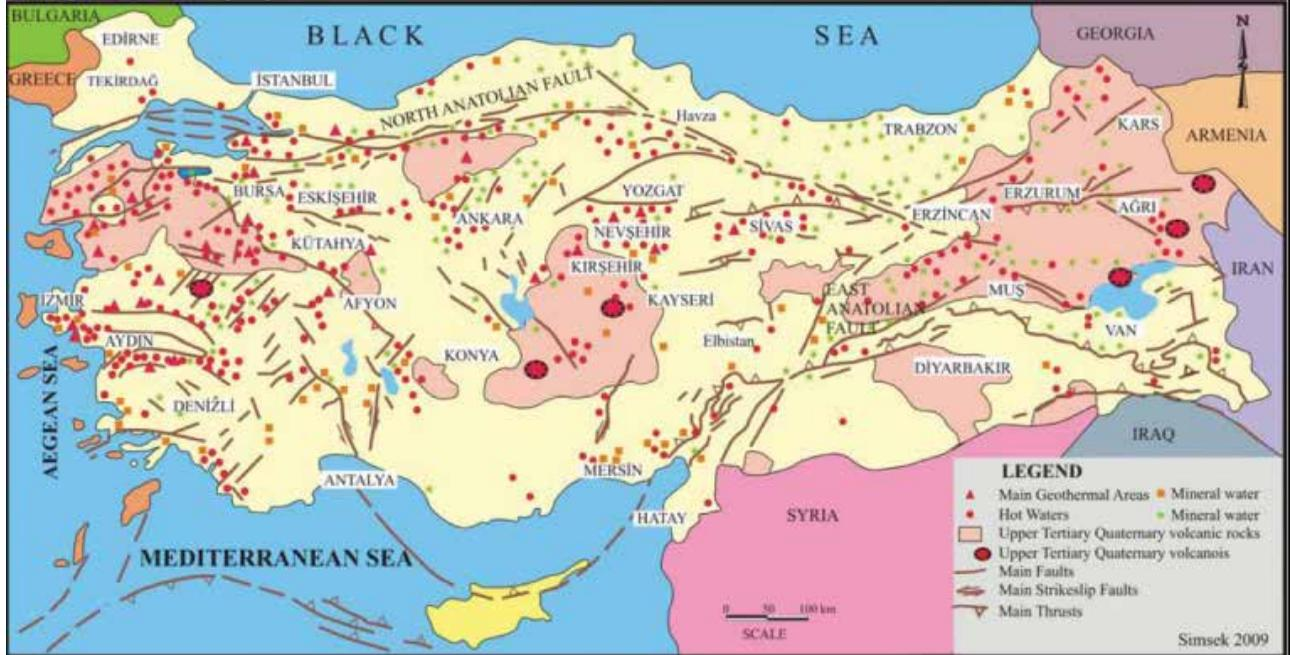 BULGARIA
BLACK SEA
GEORGIA
N
EDİRNE
GREECE
TEKİRDAĞ
İSTANBUL
NORTH ANATOLIAN FAULT
Havza
TRABZON
KARS
ARMENIA
BURSA
ESKİŞEHİR
ANKARA
YOZGAT
ERZURUM
AĞRI
KÜTAHYA
NEVŞEHİR
SİVAS
ERZİNCAN
KIRŞEHİR
IRAN
İZMİR
AFYON
KAYSERİ
EAST
ANATOLIAN
FAULT
MUŞ
VAN
AYDIN
KONYA
Elbistan
DİYARBAKIR
AEGEAN SEA
DENİZLİ
IRAQ
ANTALYA
MERSİN
HATAY
SYRIA
MEDITERRANEAN SEA
LEGEND
Main Geothermal Areas
Mineral water
Hot Waters
Mineral water
Upper Tertiary Quaternary volcanic rocks
Upper Tertiary Quaternary volcanois
Main Faults
Main Strikeslip Faults
Main Thrusts
0 50 100 km
SCALE
Simsek 2009